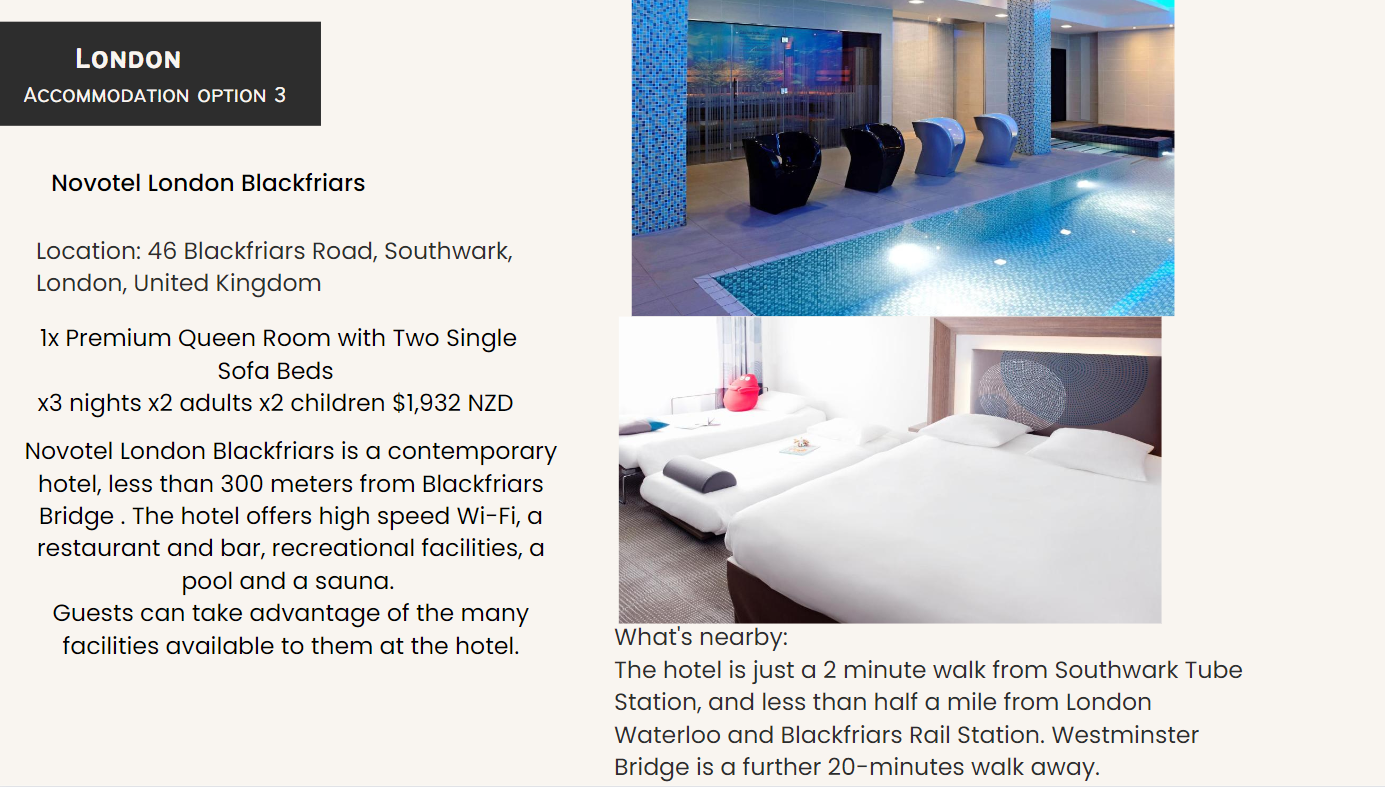 London
Accommodation option 3
Novotel London Blackfriars
Location: 46 Blackfriars Road, Southwark,
London, United Kingdom
1x Premium Queen Room with Two Single
Sofa Beds
x3 nights x2 adults x2 children $1,932 NZD
Novotel London Blackfriars is a contemporary
hotel, less than 300 meters from Blackfriars
Bridge . The hotel offers high speed Wi-Fi, a
restaurant and bar, recreational facilities, a
pool and a sauna.
Guests can take advantage of the many
facilities available to them at the hotel.
What's nearby:
The hotel is just a 2 minute walk from Southwark Tube
Station, and less than half a mile from London
Waterloo and Blackfriars Rail Station. Westminster
Bridge is a further 20-minutes walk away.